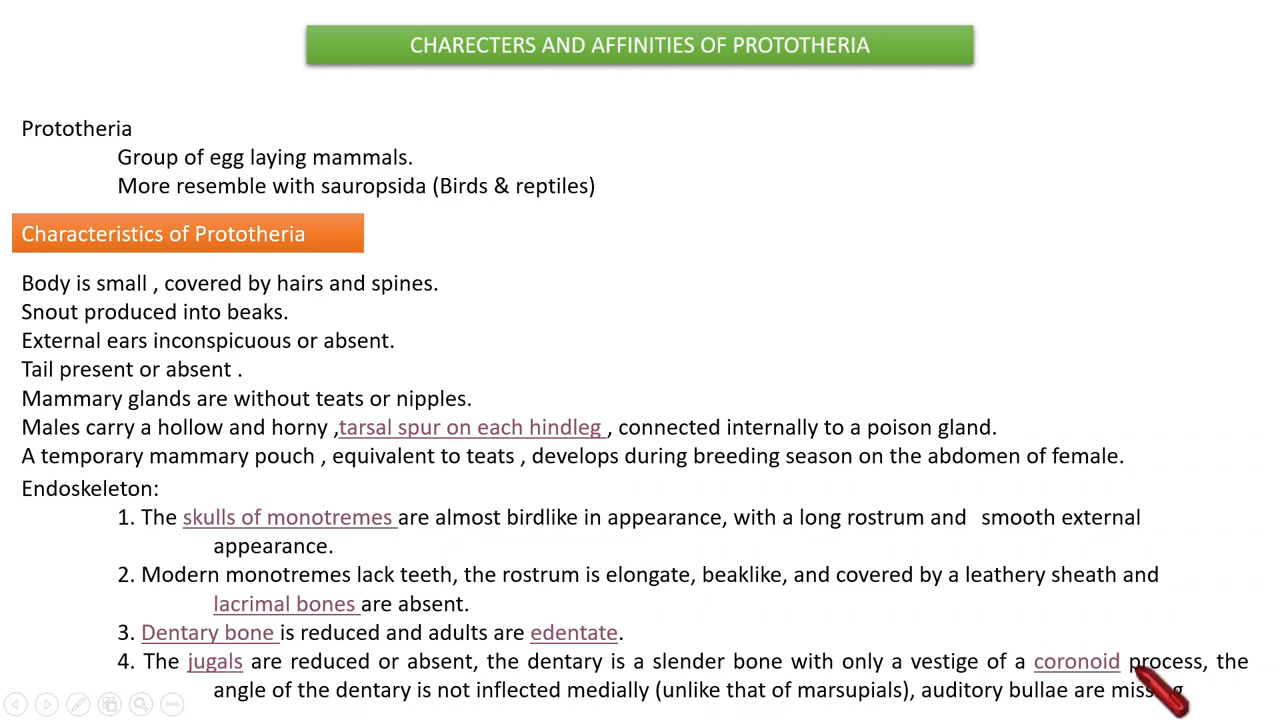 CHARECTERS AND AFFINITIES OF PROTOTHERIA
Prototheria
Group of egg laying mammals.
More resemble with sauropsida (Birds & reptiles)
Characteristics of Prototheria
Body is small , covered by hairs and spines.
Snout produced into beaks.
External ears inconspicuous or absent.
Tail present or absent .
Mammary glands are without teats or nipples.
Males carry a hollow and horny ,tarsal spur on each hindleg , connected internally to a poison gland.
A temporary mammary pouch , equivalent to teats , develops during breeding season on the abdomen of female.
Endoskeleton:
1. The skulls of monotremes are almost birdlike in appearance, with a long rostrum and smooth external
appearance.
2. Modern monotremes lack teeth, the rostrum is elongate, beaklike, and covered by a leathery sheath and
lacrimal bones are absent.
3. Dentary bone is reduced and adults are edentate.
4. The jugals are reduced or absent, the dentary is a slender bone with only a vestige of a coronoid process, the
angle of the dentary is not inflected medially (unlike that of marsupials), auditory bullae are missing